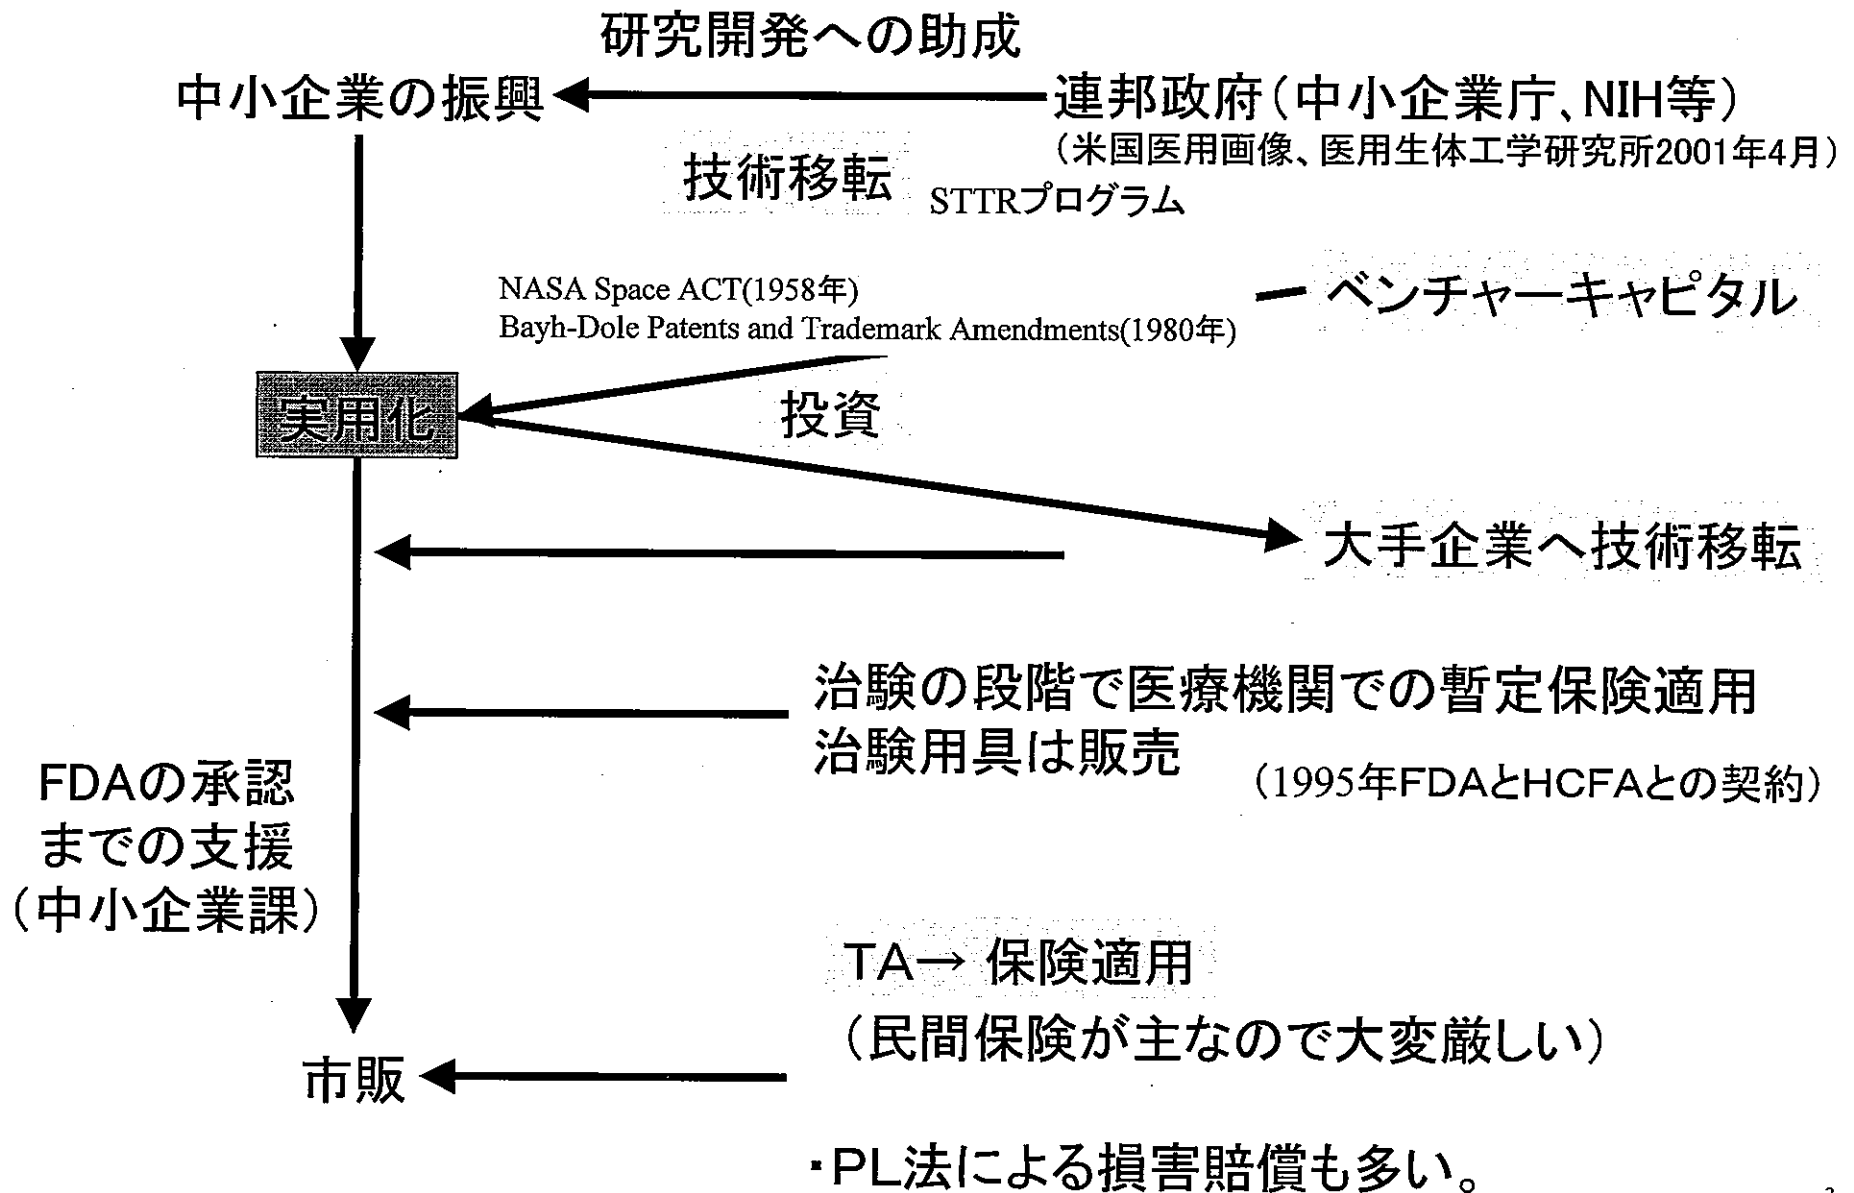 研究開発への助成
中小企業の振興
連邦政府（中小企業庁、NIH等）
（米国医用画像、医用生体工学研究所2001年4月）
技術移転
STTRプログラム
NASA Space ACT(1958年)
Bayh-Dole Patents and Trademark Amendments(1980年)
ベンチャーキャピタル
実用化
投資
大手企業へ技術移転
治験の段階で医療機関での暫定保険適用
治験用具は販売
（1995年FDAとHCFAとの契約）
FDAの承認
までの支援
（中小企業課）
TA→ 保険適用
（民間保険が主なので大変厳しい）
市販
・PL法による損害賠償も多い。